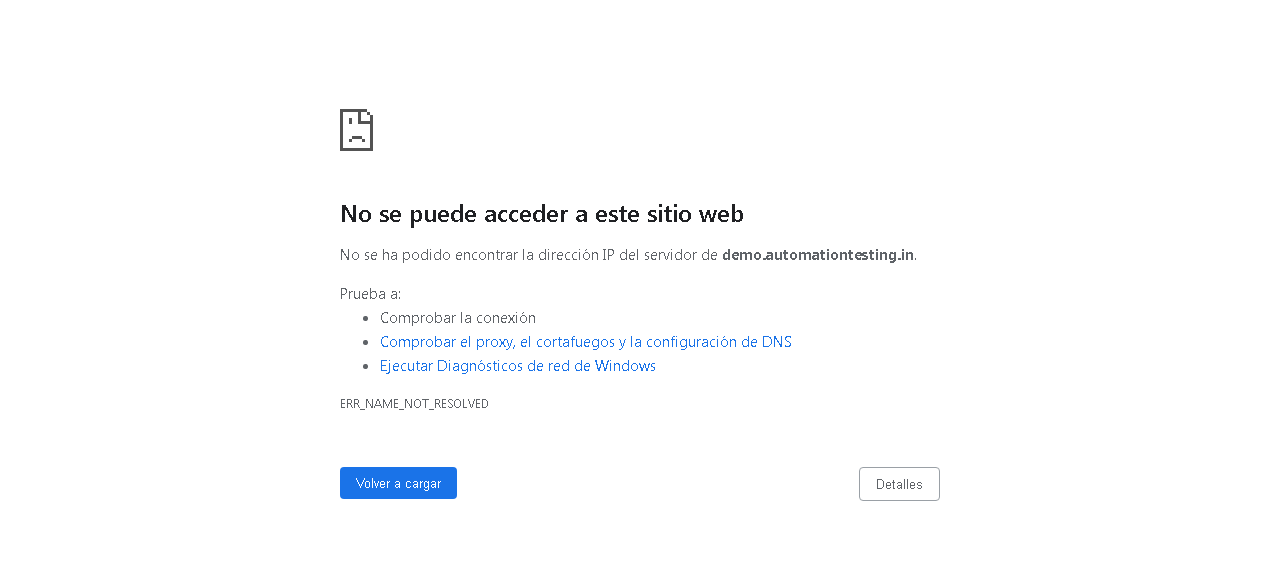 No se puede acceder a este sitio web
No se ha podido encontrar la dirección IP del servidor de demo.automationtesting.in.
Prueba a:
Comprobar la conexión
Comprobar el proxy, el cortafuegos y la configuración de DNS
Ejecutar Diagnósticos de red de Windows
ERR_NAME_NOT_RESOLVED
Volver a cargar
Detalles